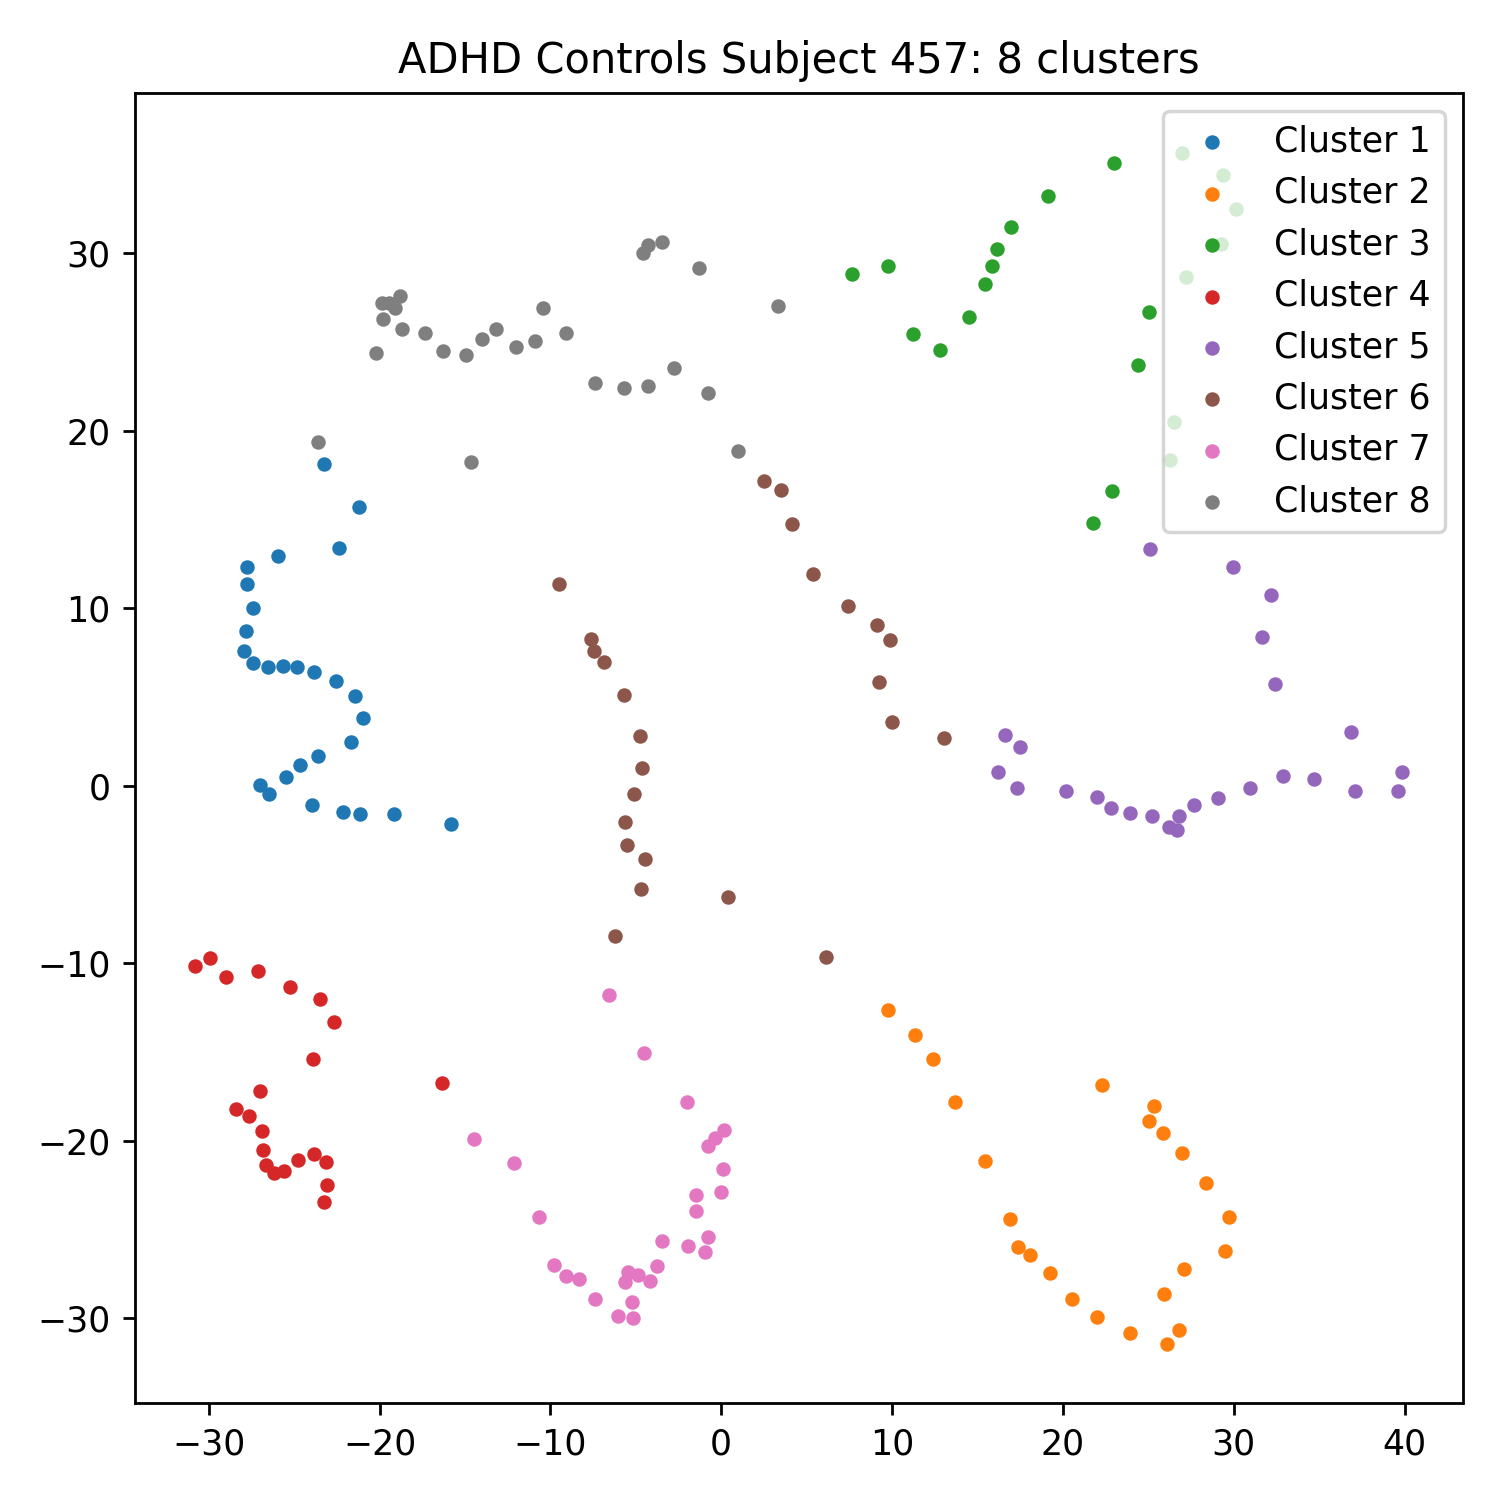 ADHD Controls Subject 457: 8 clusters
Cluster 1
Cluster 2
Cluster 3
Cluster 4
Cluster 5
Cluster 6
Cluster 7
Cluster 8
30
20
10
0
−10
−20
−30
−30 −20 −10 0 10 20 30 40